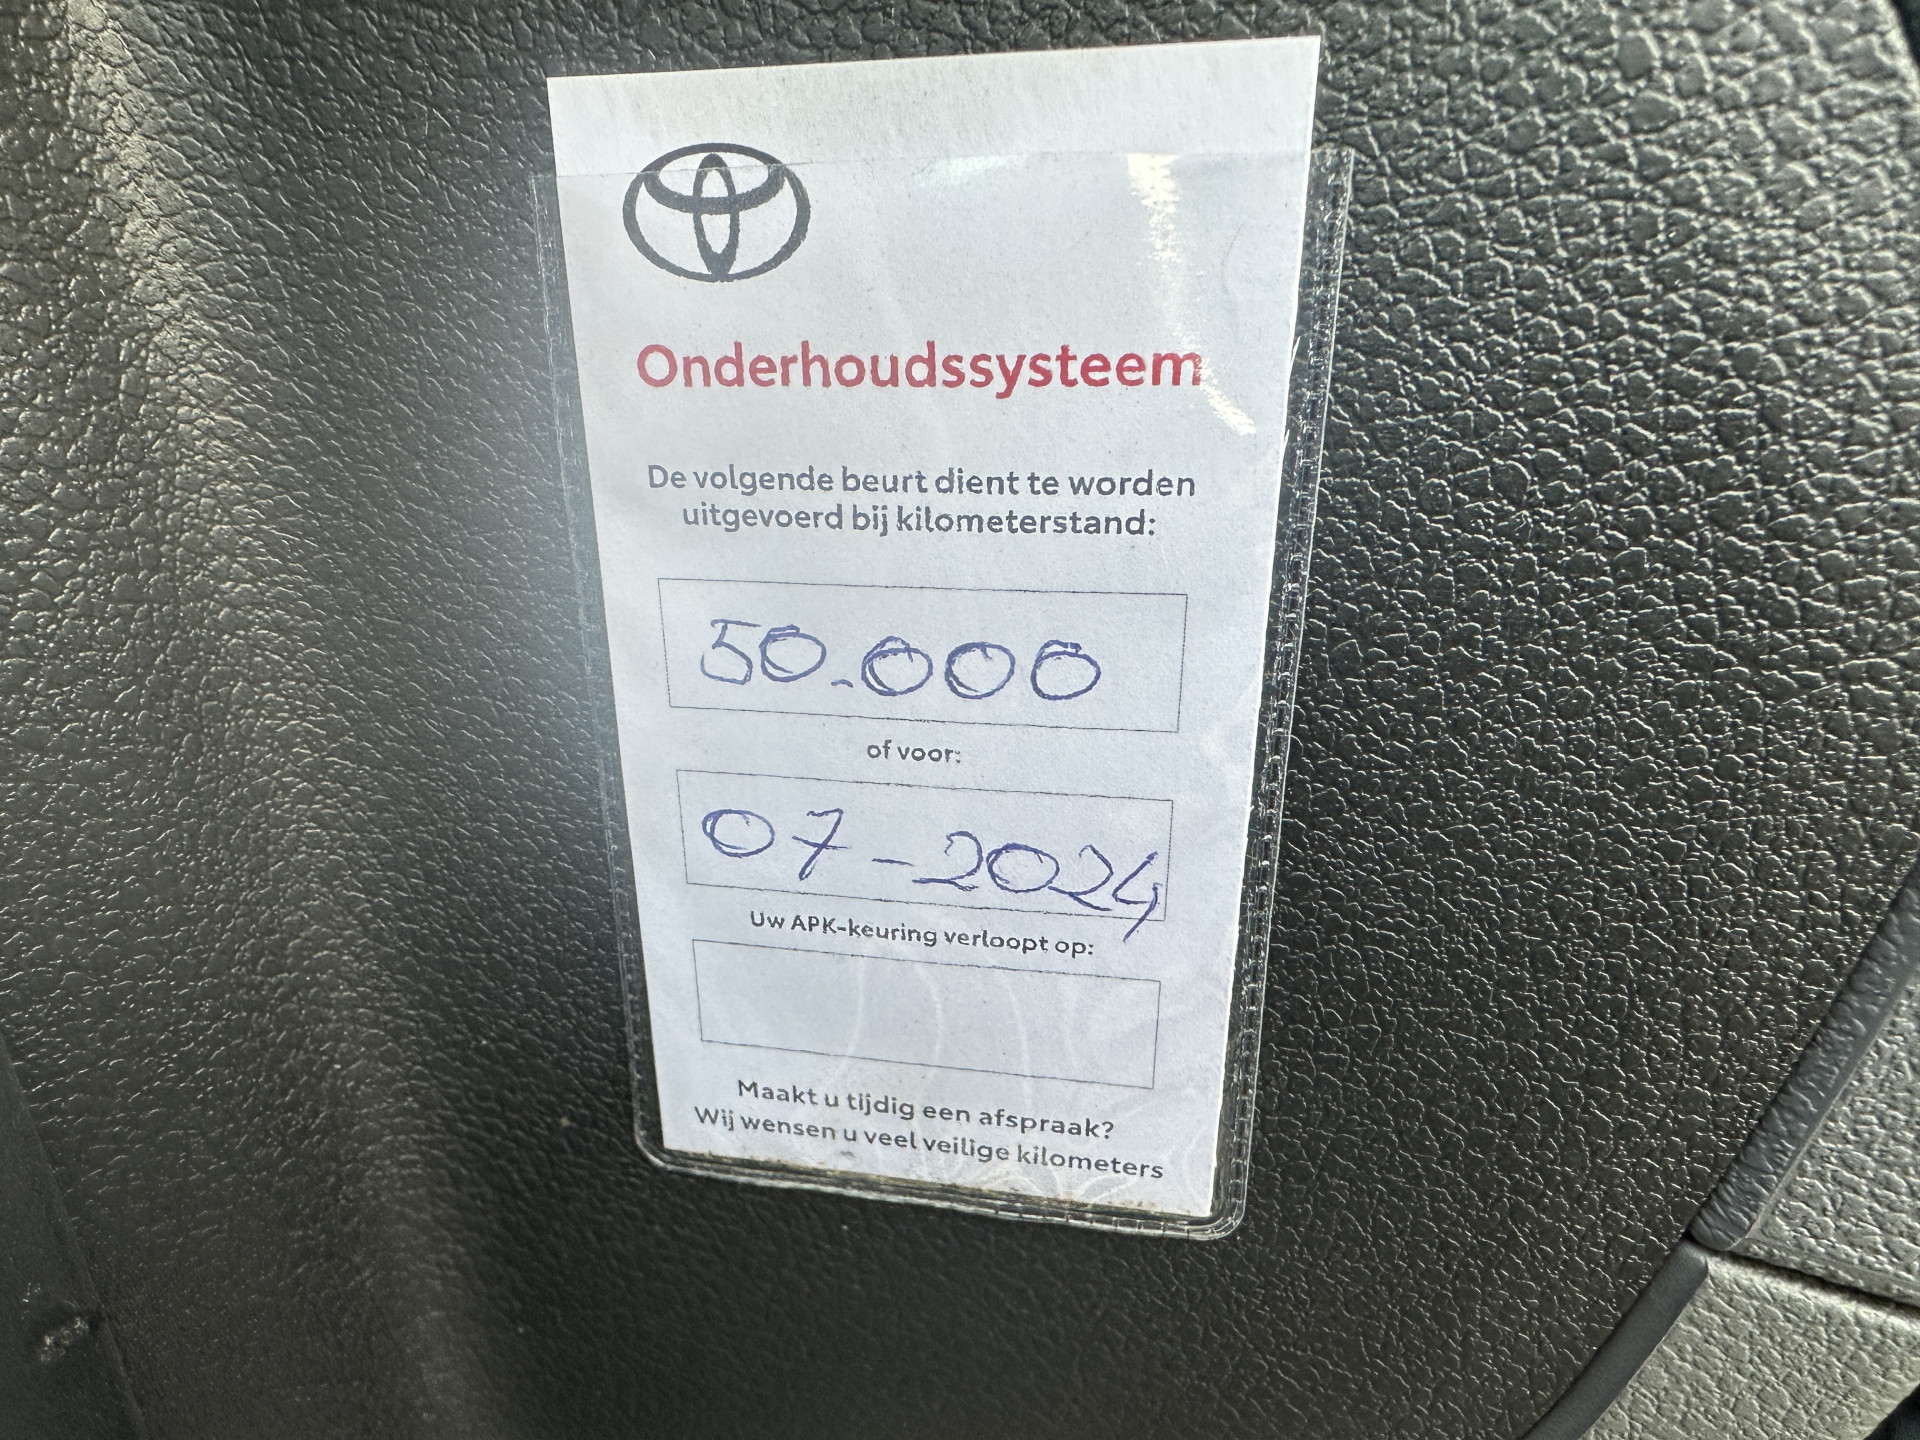 Onderhoudssysteem
De volgende beurt dient te worden
uitgevoerd bij kilometerstand:
50.000
of voor:
07-2024
Uw APK-keuring verloopt op:
Maakt u tijdig een afspraak?
Wij wensen u veel veilige kilometers